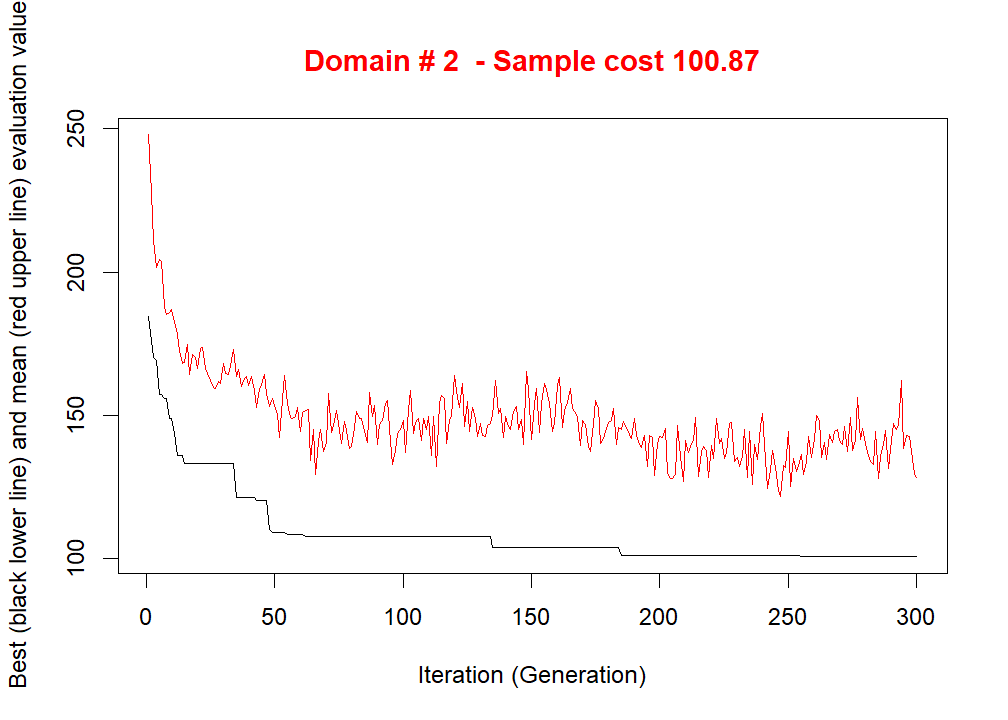 Domain # 2  - Sample cost 100.87
Best (black lower line) and mean (red upper line) evaluation value
250
200
150
100
0 50 100 150 200 250 300
Iteration (Generation)